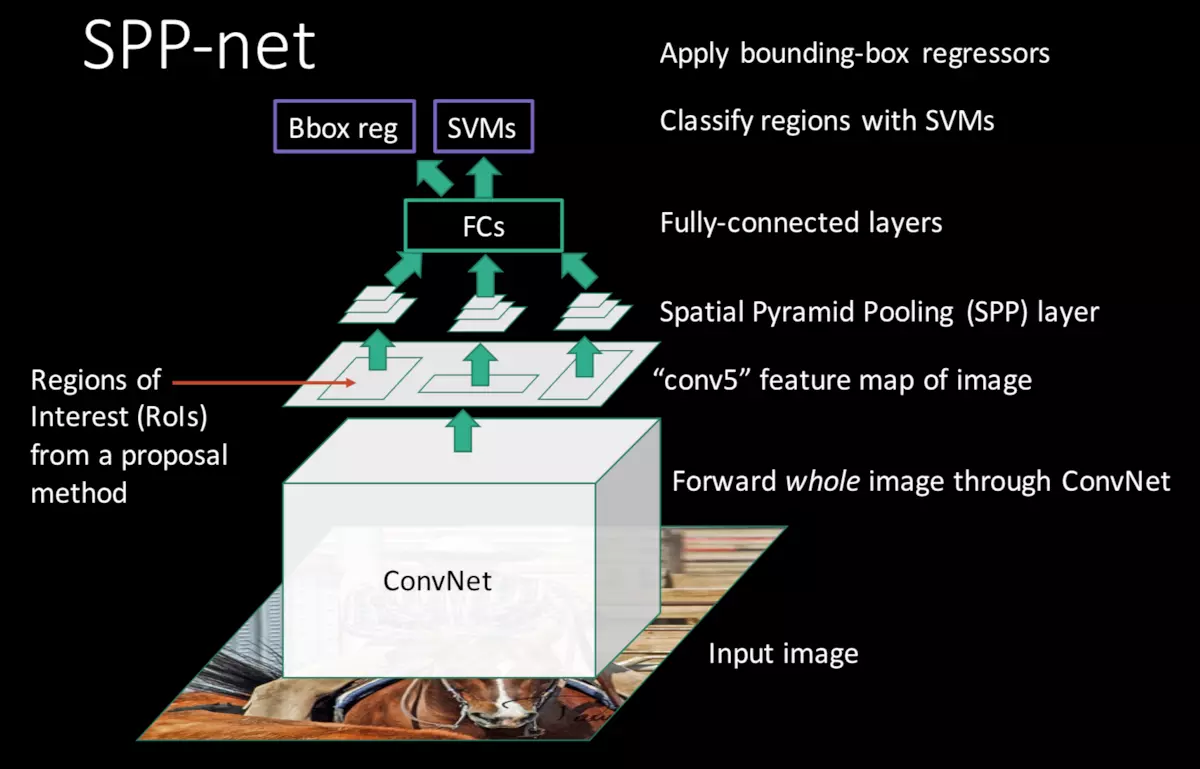 SPP-net
Apply bounding-box regressors
Bbox reg
SVMs
Classify regions with SVMs
FCs
Fully-connected layers
Spatial Pyramid Pooling (SPP) layer
Regions of
Interest (RoIs)
from a proposal
method
“conv5” feature map of image
Forward whole image through ConvNet
ConvNet
Input image